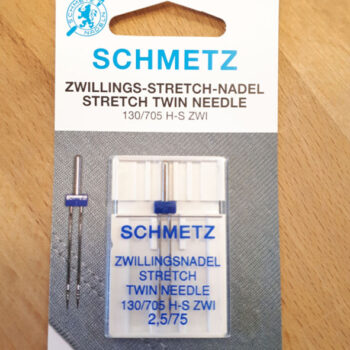 SCHMETZ
ZWILLINGS-STRETCH-NADEL
STRETCH TWIN NEEDLE
130/705 H-S ZWI
SCHMETZ
ZWILLINGSNADEL
STRETCH
TWIN NEEDLE
130/705 H-S ZWI
2,5/75